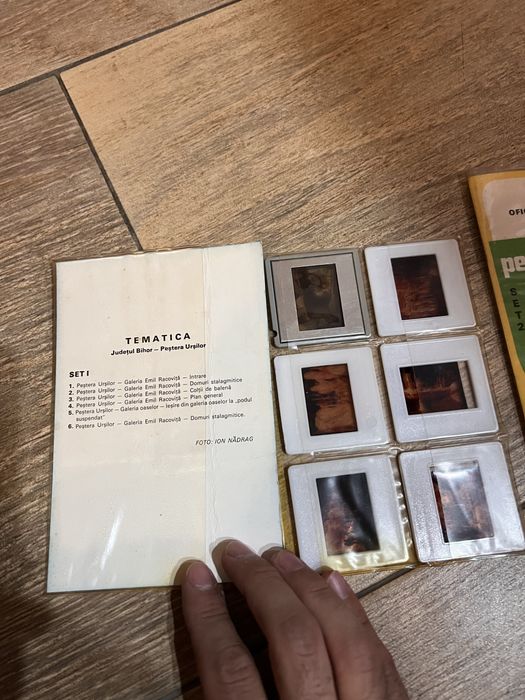 TEMATICA
Județul Bihor — Peștera Urșilor
SET I
1. Peștera Urșilor — Galeria Emil Racoviță — Intrare
2. Peștera Urșilor — Galeria Emil Racoviță — Domuri stalagmitice
3. Peștera Urșilor — Galeria Emil Racoviță — Colții de balenă
4. Peștera Urșilor — Galeria Emil Racoviță — Plan general
5. Peștera Urșilor — Galeria oaselor — Ieșire din galeria oaselor la „podul
suspendat"
6. Peștera Urșilor — Galeria Emil Racoviță — Domuri stalagmitice.
FOTO: ION NĂDRAG
OFI
pe
SET 2